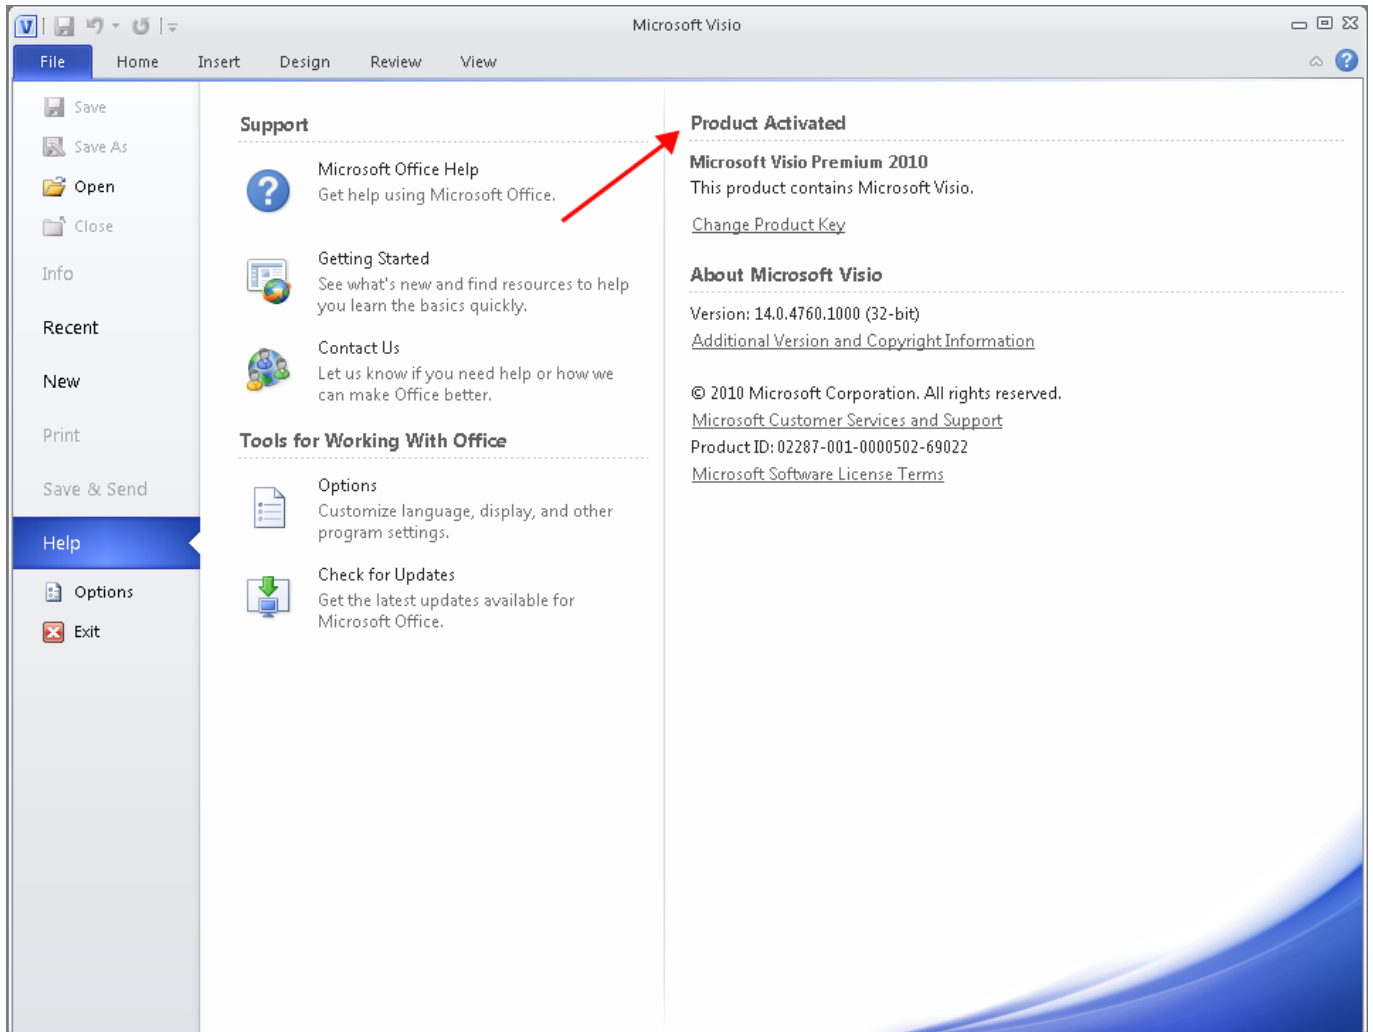 Microsoft Visio
File Home Insert Design Review View
Save
Save As
Open
Close
Info
Recent
New
Print
Save & Send
Help
Options
Exit
Support
Microsoft Office Help
Get help using Microsoft Office.
Getting Started
See what's new and find resources to help
you learn the basics quickly.
Contact Us
Let us know if you need help or how we
can make Office better.
Tools for Working With Office
Options
Customize language, display, and other
program settings.
Check for Updates
Get the latest updates available for
Microsoft Office.
Product Activated
Microsoft Visio Premium 2010
This product contains Microsoft Visio.
Change Product Key
About Microsoft Visio
Version: 14.0.4760.1000 (32-bit)
Additional Version and Copyright Information
© 2010 Microsoft Corporation. All rights reserved.
Microsoft Customer Services and Support
Product ID: 02287-001-0000502-69022
Microsoft Software License Terms